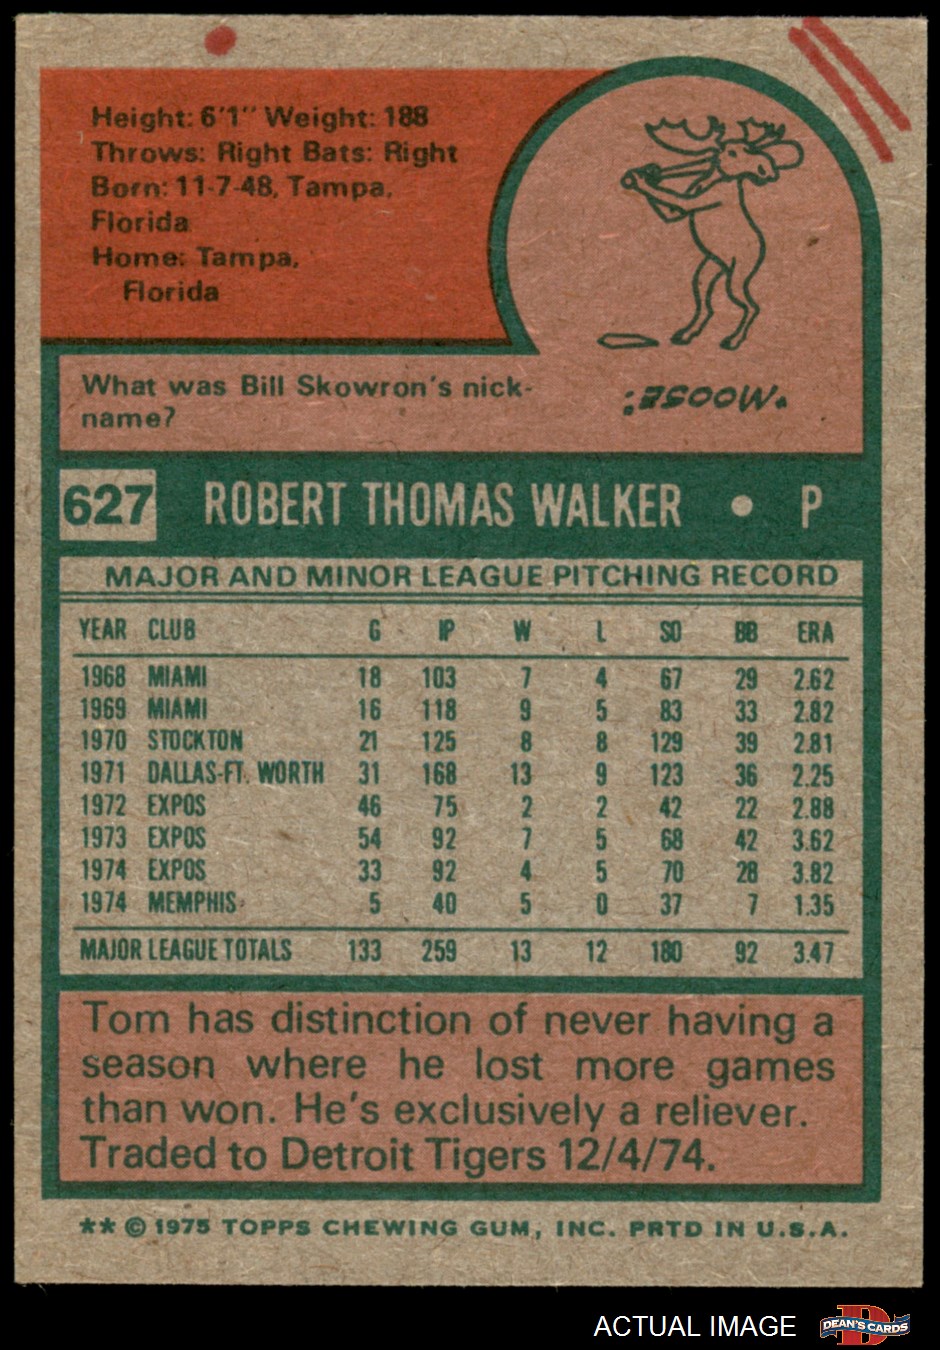 Height: 6'1" Weight: 188
Throws: Right Bats: Right
Born: 11-7-48, Tampa,
Florida
Home: Tampa,
Florida
What was Bill Skowron's nick-
name?
"MOOSE."
627 ROBERT THOMAS WALKER • P
MAJOR AND MINOR LEAGUE PITCHING RECORD
YEAR CLUB G IP W L SO BB ERA
1968 MIAMI 18 103 7 4 67 29 2.62
1969 MIAMI 16 118 9 5 83 33 2.82
1970 STOCKTON 21 125 8 8 129 39 2.81
1971 DALLAS-FT. WORTH 31 168 13 9 123 36 2.25
1972 EXPOS 46 75 2 2 42 22 2.88
1973 EXPOS 54 92 7 5 68 42 3.62
1974 EXPOS 33 92 4 5 70 28 3.82
1974 MEMPHIS 5 40 5 0 37 7 1.35
MAJOR LEAGUE TOTALS 133 259 13 12 180 92 3.47
Tom has distinction of never having a
season where he lost more games
than won. He's exclusively a reliever.
Traded to Detroit Tigers 12/4/74.
** © 1975 TOPPS CHEWING GUM, INC. PRTD IN U.S.A.
ACTUAL IMAGE DEAN'S CARDS